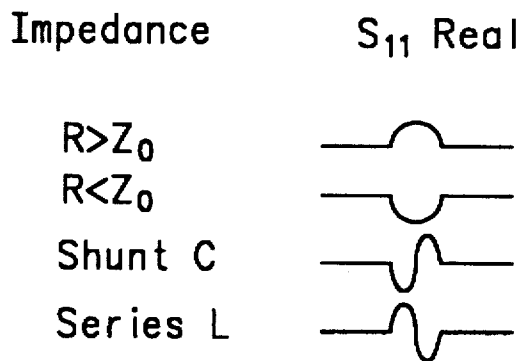 Impedance S₁₁ Real
R>Z₀
R<Z₀
Shunt C
Series L